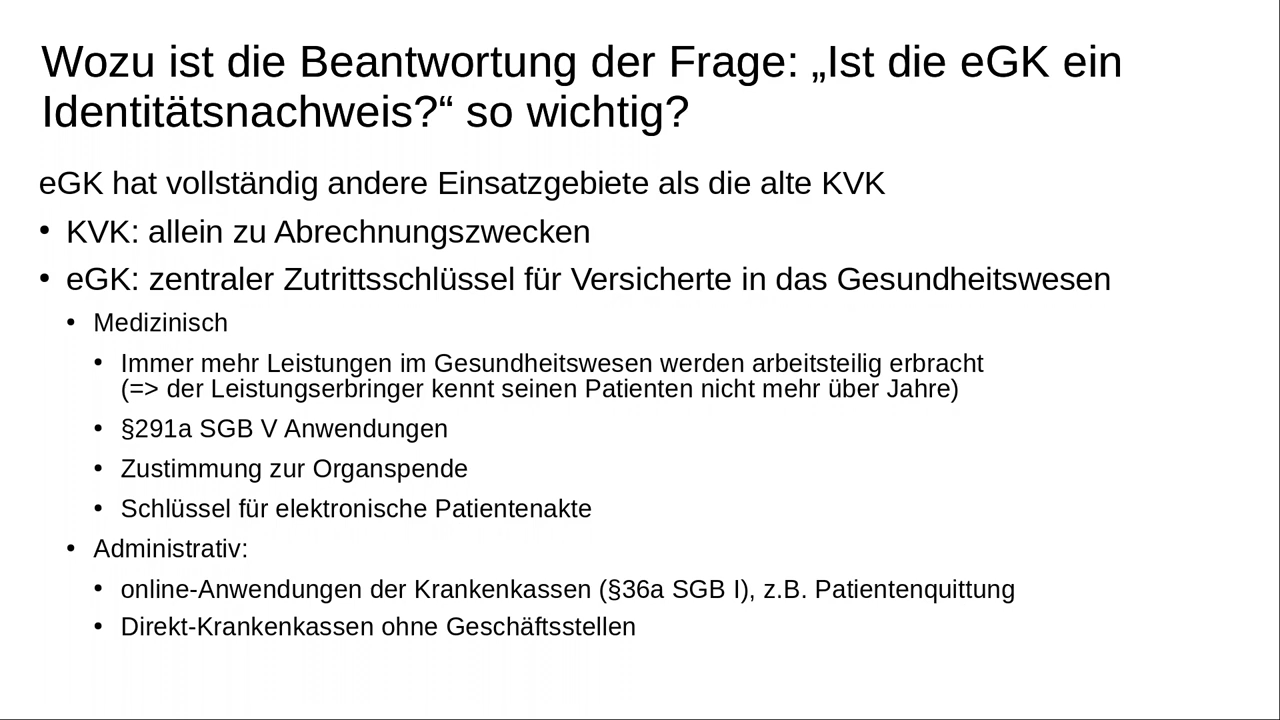 Wozu ist die Beantwortung der Frage: „Ist die eGK ein
Identitätsnachweis?“ so wichtig?
eGK hat vollständig andere Einsatzgebiete als die alte KVK
• KVK: allein zu Abrechnungszwecken
• eGK: zentraler Zutrittsschlüssel für Versicherte in das Gesundheitswesen
• Medizinisch
• Immer mehr Leistungen im Gesundheitswesen werden arbeitsteilig erbracht
(=> der Leistungserbringer kennt seinen Patienten nicht mehr über Jahre)
• §291a SGB V Anwendungen
• Zustimmung zur Organspende
• Schlüssel für elektronische Patientenakte
• Administrativ:
• online-Anwendungen der Krankenkassen (§36a SGB I), z.B. Patientenquittung
• Direkt-Krankenkassen ohne Geschäftsstellen